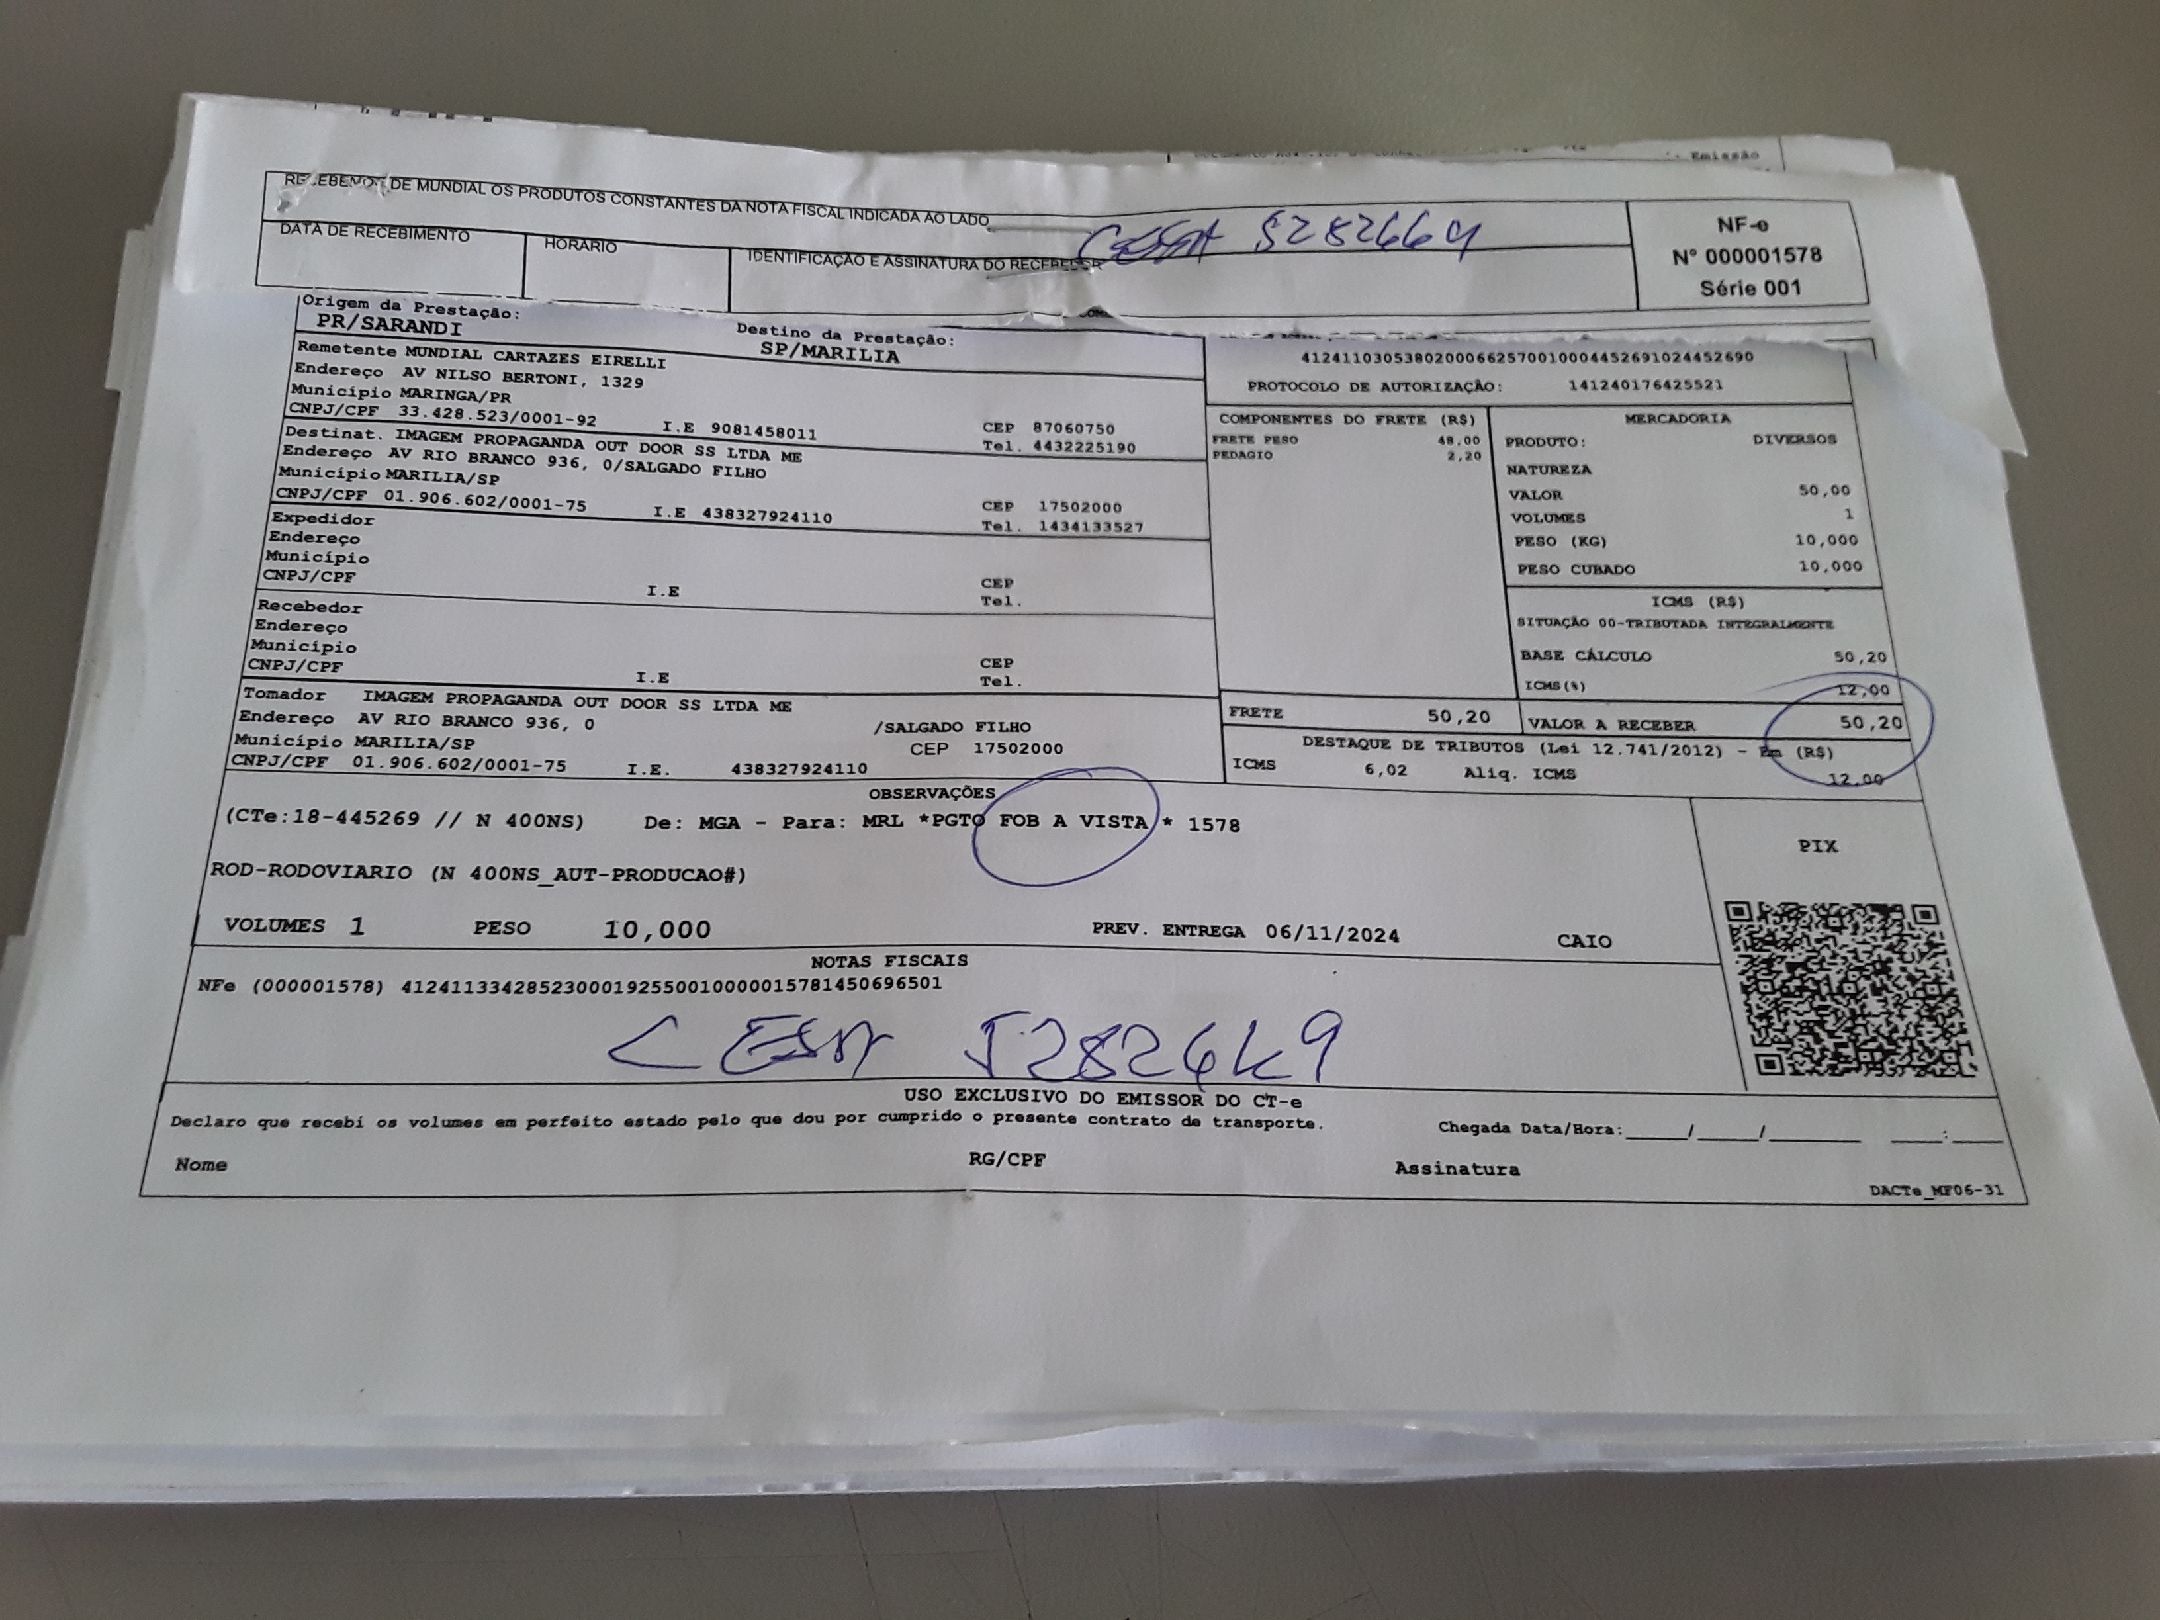 Emissão
RECEBEMOS DE MUNDIAL OS PRODUTOS CONSTANTES DA NOTA FISCAL INDICADA AO LADO
DATA DE RECEBIMENTO
HORARIO
IDENTIFICAÇÃO E ASSINATURA DO RECEBEDOR
NF-e
Nº 000001578
Série 001
Origem da Prestação:
PR/SARANDI
Destino da Prestação:
SP/MARILIA
Remetente MUNDIAL CARTAZES EIRELLI
Endereço AV NILSO BERTONI, 1329
Município MARINGA/PR
CNPJ/CPF 33.428.523/0001-92 I.E 9081458011
CEP 87060750
Tel. 4432225190
Destinat. IMAGEM PROPAGANDA OUT DOOR SS LTDA ME
Endereço AV RIO BRANCO 936, 0/SALGADO FILHO
Município MARILIA/SP
CNPJ/CPF 01.906.602/0001-75 I.E 438327924110
CEP 17502000
Tel. 1434133527
Expedidor
Endereço
Município
CNPJ/CPF I.E
CEP
Tel.
Recebedor
Endereço
Município
CNPJ/CPF I.E
CEP
Tel.
Tomador IMAGEM PROPAGANDA OUT DOOR SS LTDA ME
Endereço AV RIO BRANCO 936, 0 /SALGADO FILHO
Município MARILIA/SP CEP 17502000
CNPJ/CPF 01.906.602/0001-75 I.E. 438327924110
41241103053802000662570010004452691024452690
PROTOCOLO DE AUTORIZAÇÃO: 141240176425521
COMPONENTES DO FRETE (R$)
FRETE PESO 48,00
PEDAGIO 2,20
MERCADORIA
PRODUTO: DIVERSOS
NATUREZA
VALOR 50,00
VOLUMES 1
PESO (KG) 10,000
PESO CUBADO 10,000
ICMS (R$)
SITUAÇÃO 00-TRIBUTADA INTEGRALMENTE
BASE CÁLCULO 50,20
ICMS(%) 12,00
FRETE 50,20
VALOR A RECEBER 50,20
DESTAQUE DE TRIBUTOS (Lei 12.741/2012) - Em (R$)
ICMS 6,02 Aliq. ICMS 12,00
OBSERVAÇÕES
(CTe:18-445269 // N 400NS) De: MGA - Para: MRL *PGTO FOB A VISTA * 1578
ROD-RODOVIARIO (N 400NS_AUT-PRODUCAO#)
PIX
VOLUMES 1 PESO 10,000 PREV. ENTREGA 06/11/2024 CAIO
NOTAS FISCAIS
NFe (000001578) 41241133428523000192550010000015781450696501
USO EXCLUSIVO DO EMISSOR DO CT-e
Declaro que recebi os volumes em perfeito estado pelo que dou por cumprido o presente contrato de transporte.
Chegada Data/Hora:____/____/______ ___:____
Nome RG/CPF Assinatura
DACTe_MF06-31